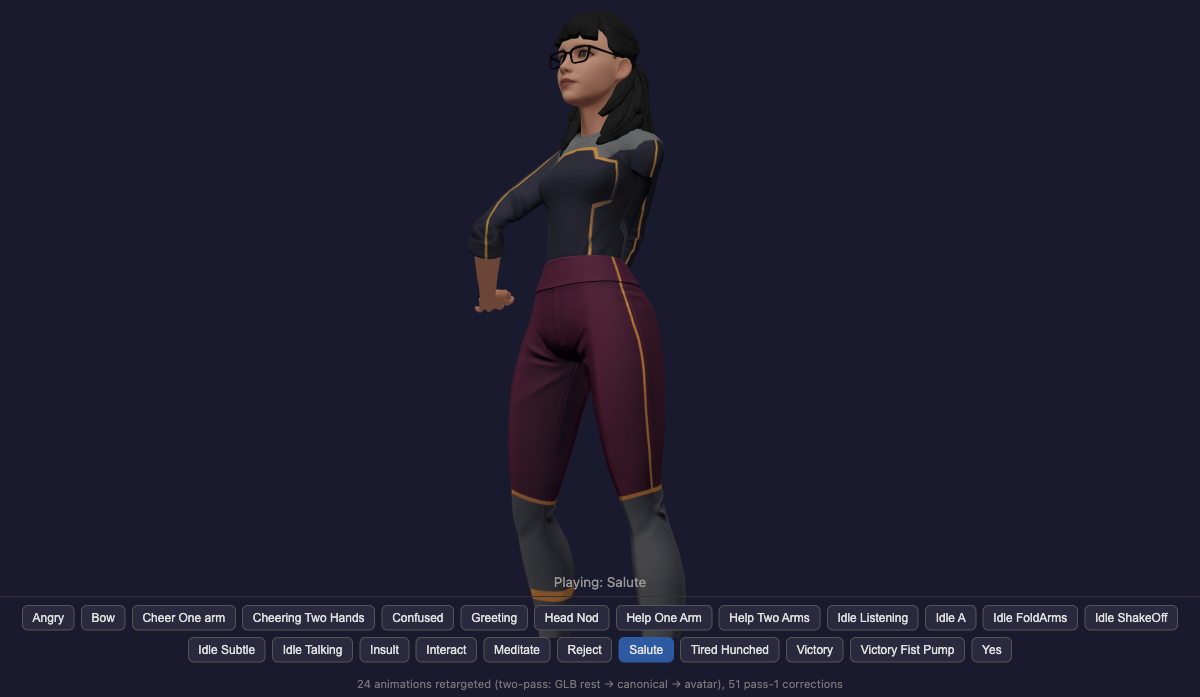 Playing: Salute
Angry Bow Cheer One arm Cheering Two Hands Confused Greeting Head Nod Help One Arm Help Two Arms Idle Listening Idle A Idle FoldArms Idle ShakeOff
Idle Subtle Idle Talking Insult Interact Meditate Reject Salute Tired Hunched Victory Victory Fist Pump Yes
24 animations retargeted (two-pass: GLB rest → canonical → avatar), 51 pass-1 corrections